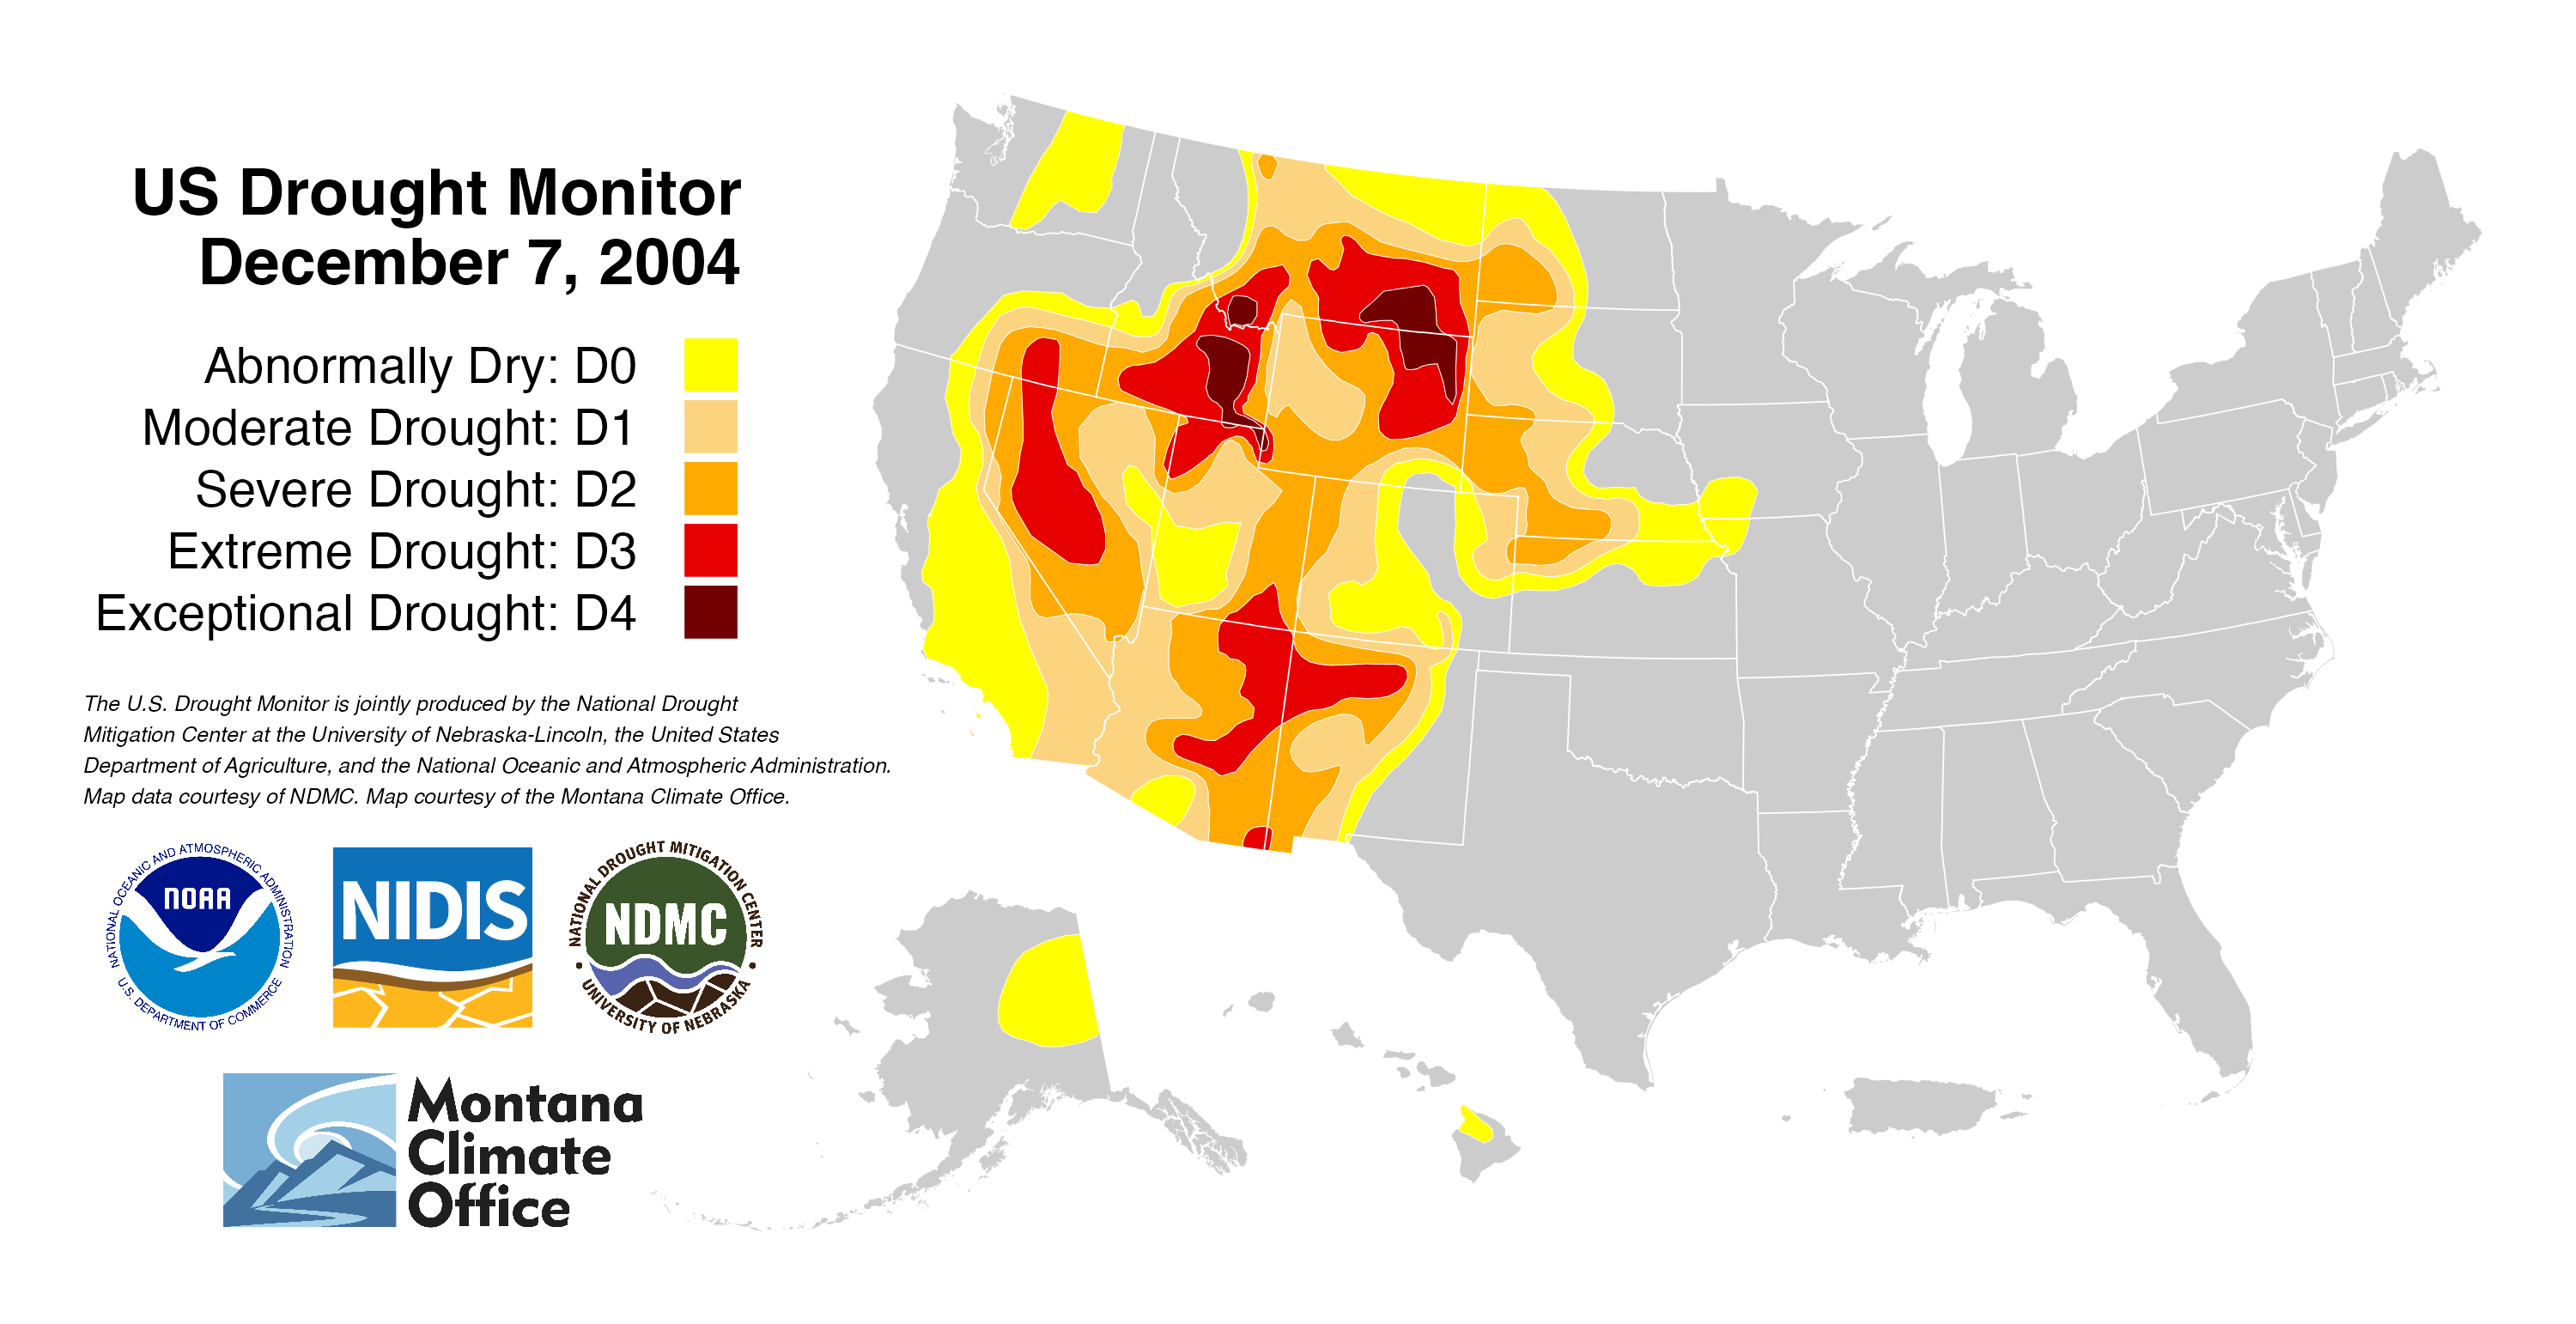 US Drought Monitor
December 7, 2004
Abnormally Dry: D0
Moderate Drought: D1
Severe Drought: D2
Extreme Drought: D3
Exceptional Drought: D4
The U.S. Drought Monitor is jointly produced by the National Drought
Mitigation Center at the University of Nebraska-Lincoln, the United States
Department of Agriculture, and the National Oceanic and Atmospheric Administration.
Map data courtesy of NDMC. Map courtesy of the Montana Climate Office.
NATIONAL OCEANIC AND ATMOSPHERIC ADMINISTRATION
NOAA
U.S. DEPARTMENT OF COMMERCE
NIDIS
NATIONAL DROUGHT MITIGATION CENTER
NDMC
UNIVERSITY OF NEBRASKA
Montana
Climate
Office